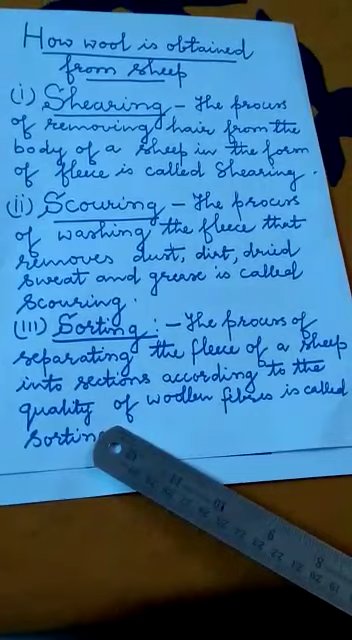 How wool is obtained
from sheep
(i) Shearing - The process
of removing hair from the
body of a sheep in the form
of fleece is called Shearing.
(ii) Scouring - The process
of washing the fleece that
removes dust, dirt, dried
sweat and grease is called
Scouring.
(III) Sorting :- The process of
separating the fleece of a sheep
into sections according to the
quality of woollen fibres is called
Sorting